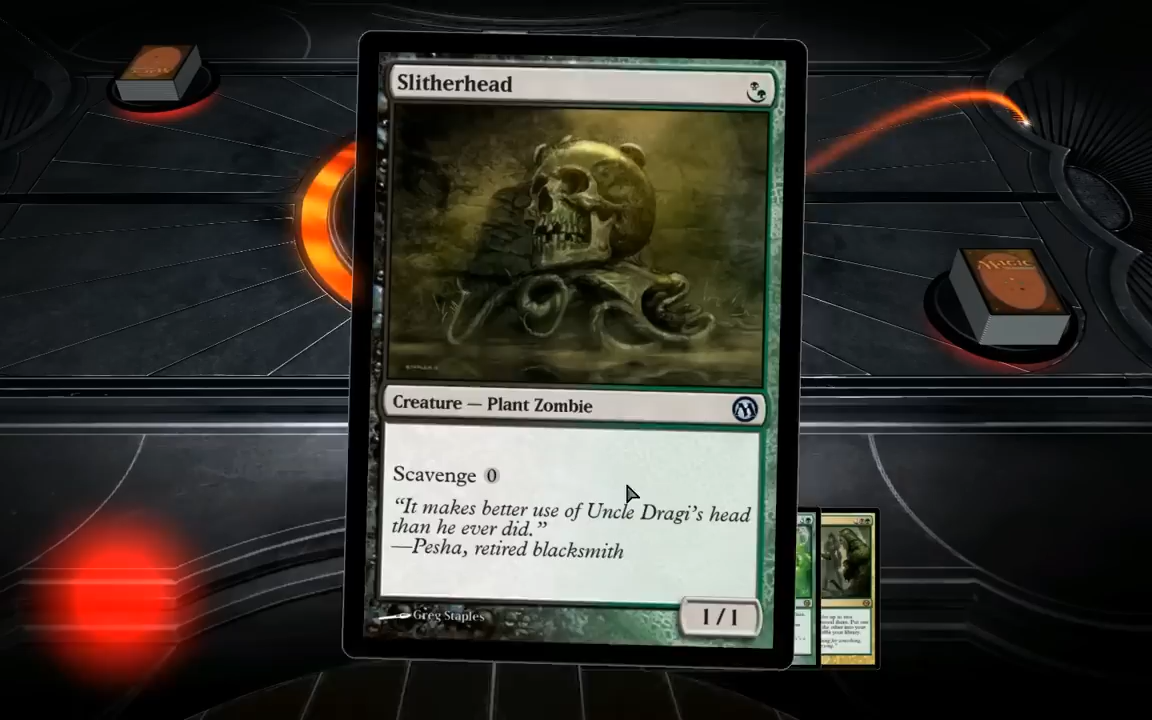 Slitherhead
Creature — Plant Zombie
Scavenge 0
“It makes better use of Uncle Dragi’s head
than he ever did.”
—Pesha, retired blacksmith
Greg Staples
1/1
Magic